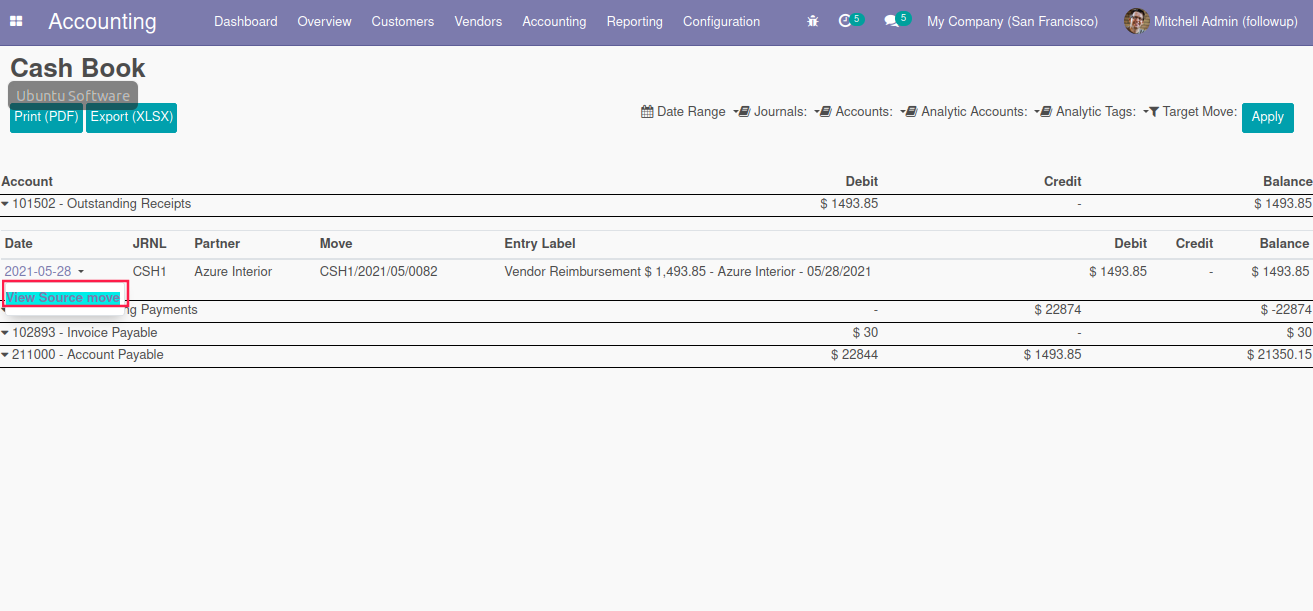 Accounting Dashboard Overview Customers Vendors Accounting Reporting Configuration 5 5 My Company (San Francisco) Mitchell Admin (followup)
Cash Book
Ubuntu Software
Print (PDF) Export (XLSX) Date Range Journals: Accounts: Analytic Accounts: Analytic Tags: Target Move: Apply
Account Debit Credit Balance
101502 - Outstanding Receipts $ 1493.85 - $ 1493.85
Date JRNL Partner Move Entry Label Debit Credit Balance
2021-05-28 CSH1 Azure Interior CSH1/2021/05/0082 Vendor Reimbursement $ 1,493.85 - Azure Interior - 05/28/2021 $ 1493.85 - $ 1493.85
View Source move
Payments - $ 22874 $ -22874
102893 - Invoice Payable $ 30 - $ 30
211000 - Account Payable $ 22844 $ 1493.85 $ 21350.15